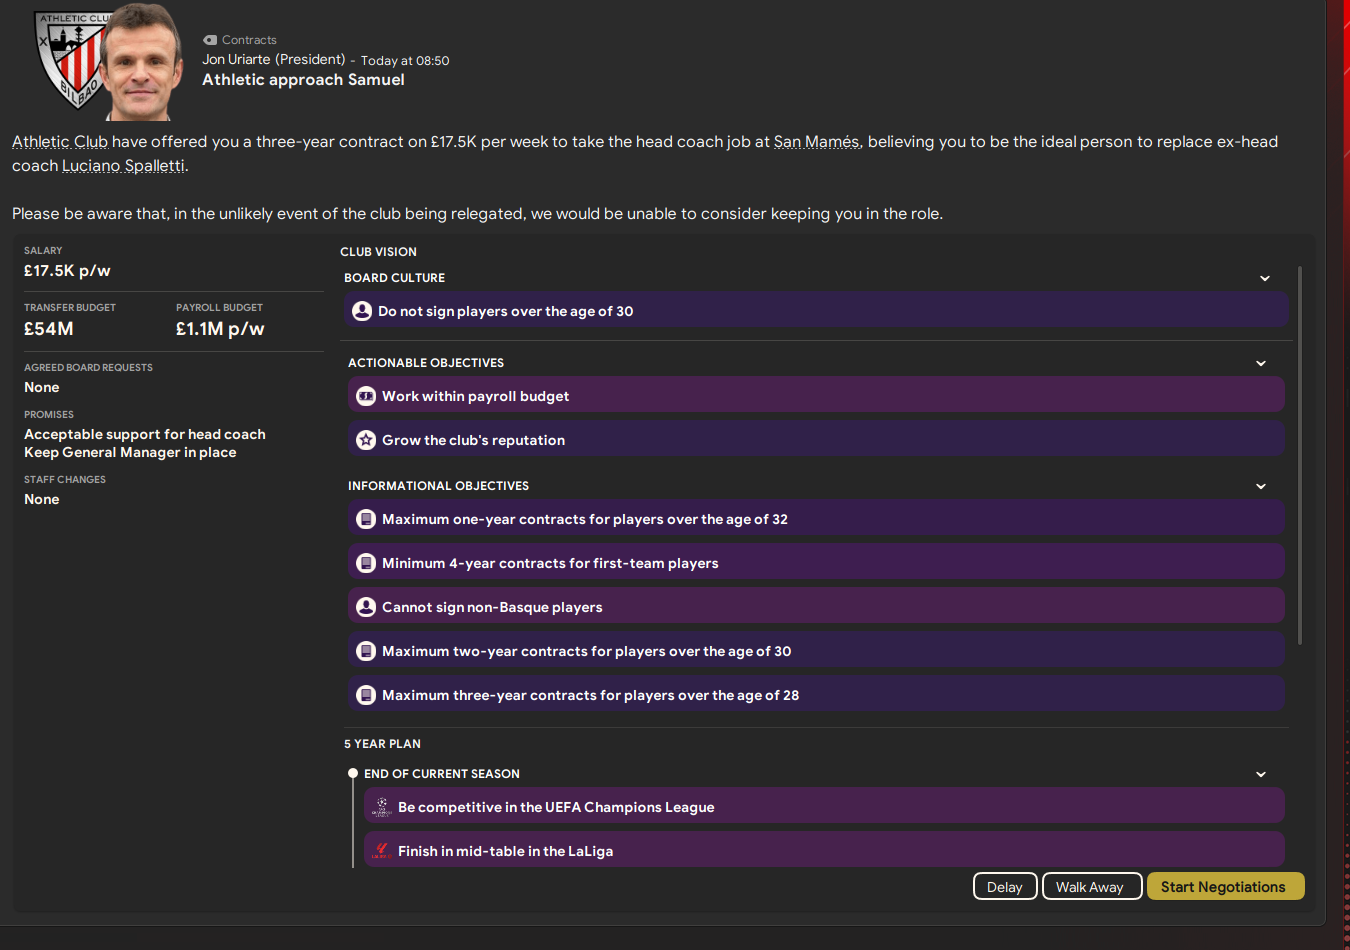 ATHLETIC CLU
BILBAO
Contracts
Jon Uriarte (President) - Today at 08:50
Athletic approach Samuel
Athletic Club have offered you a three-year contract on £17.5K per week to take the head coach job at San Mamés, believing you to be the ideal person to replace ex-head
coach Luciano Spalletti.
Please be aware that, in the unlikely event of the club being relegated, we would be unable to consider keeping you in the role.
SALARY
£17.5K p/w
TRANSFER BUDGET PAYROLL BUDGET
£54M £1.1M p/w
AGREED BOARD REQUESTS
None
PROMISES
Acceptable support for head coach
Keep General Manager in place
STAFF CHANGES
None
CLUB VISION
BOARD CULTURE
Do not sign players over the age of 30
ACTIONABLE OBJECTIVES
Work within payroll budget
Grow the club's reputation
INFORMATIONAL OBJECTIVES
Maximum one-year contracts for players over the age of 32
Minimum 4-year contracts for first-team players
Cannot sign non-Basque players
Maximum two-year contracts for players over the age of 30
Maximum three-year contracts for players over the age of 28
5 YEAR PLAN
END OF CURRENT SEASON
Be competitive in the UEFA Champions League
Finish in mid-table in the LaLiga
Delay Walk Away Start Negotiations